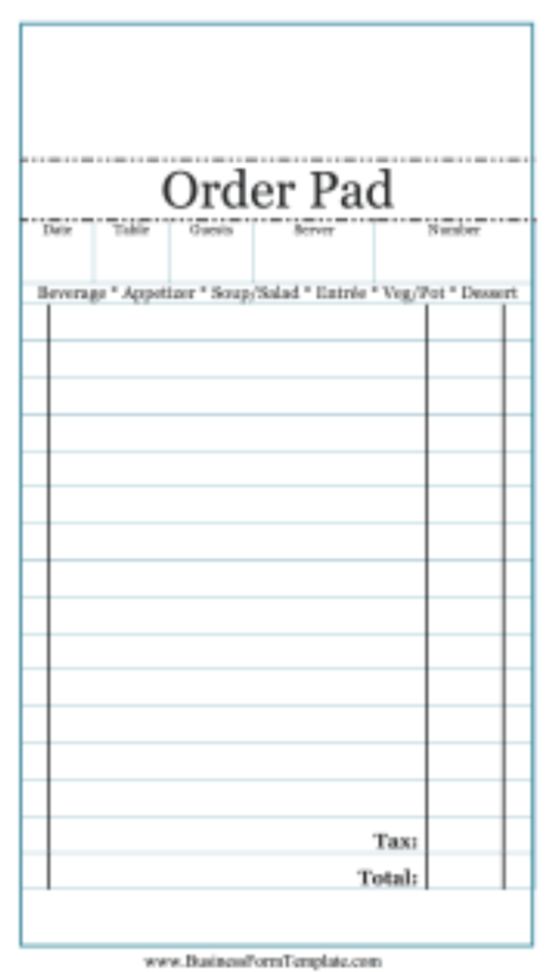 Order Pad
Date Table Guests Server Number
Beverage * Appetizer * Soup/Salad * Entrée * Veg/Pot * Dessert
Tax:
Total:
www.BusinessFormTemplate.com